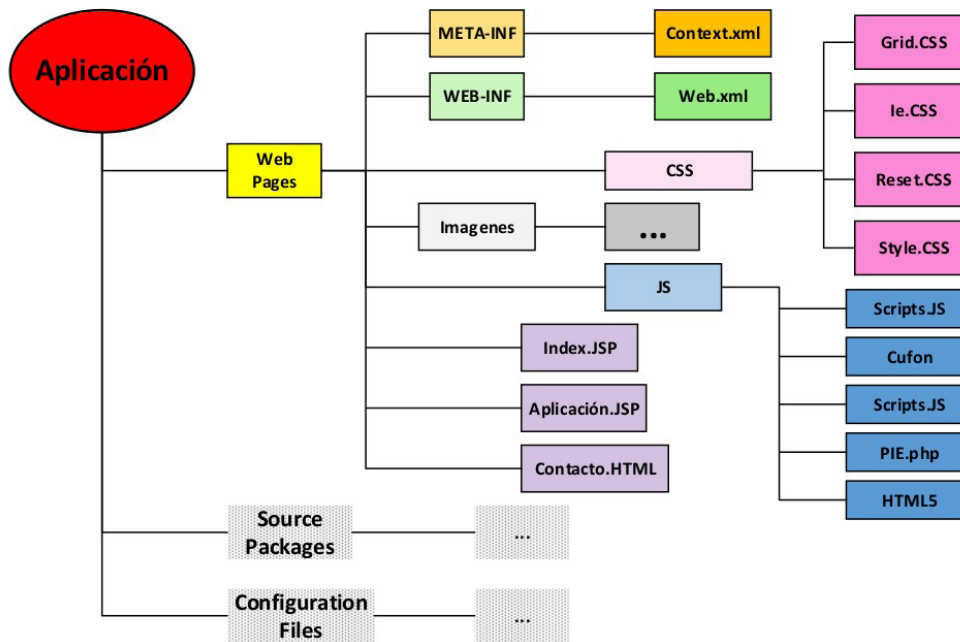 Aplicación
META-INF
Context.xml
Grid.CSS
WEB-INF
Web.xml
Ie.CSS
Web
Pages
CSS
Reset.CSS
Imagenes
...
Style.CSS
JS
Scripts.JS
Index.JSP
Cufon
Aplicación.JSP
Scripts.JS
Contacto.HTML
PIE.php
HTML5
Source
Packages
...
Configuration
Files
...